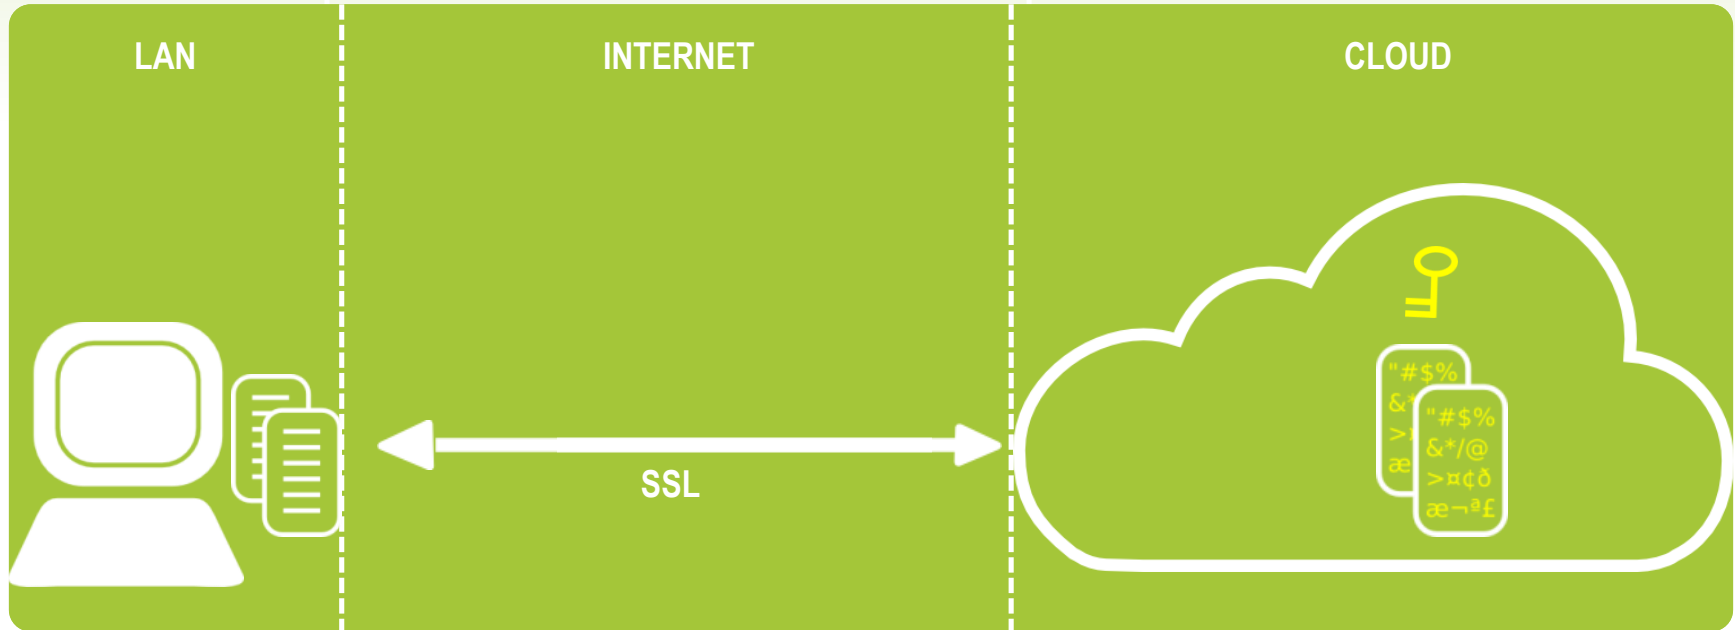 LAN
INTERNET
CLOUD
SSL
"#$%
&*
>¤
æ
"#$%
&*/@
>¤¢ð
æ¬ª£